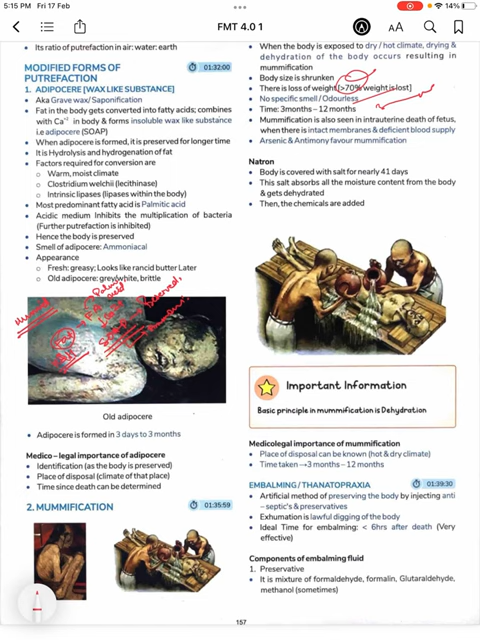 5:15 PM Fri 17 Feb
14%
FMT 4.0 1
AA
• Its ratio of putrefaction in air: water: earth
MODIFIED FORMS OF
PUTREFACTION
01:32:00
1. ADIPOCERE [WAX LIKE SUBSTANCE]
• Aka Grave wax/ Saponification
• Fat in the body gets converted into fatty acids; combines
with Ca⁺² in body & forms insoluble wax like substance
i.e adipocere (SOAP)
• When adipocere is formed, it is preserved for longer time
• It is Hydrolysis and hydrogenation of fat
• Factors required for conversion are
o Warm, moist climate
o Clostridium welchii (lecithinase)
o Intrinsic lipases (lipases within the body)
• Most predominant fatty acid is Palmitic acid
• Acidic medium Inhibits the multiplication of bacteria
(Further putrefaction is inhibited)
• Hence the body is preserved
• Smell of adipocere: Ammoniacal
• Appearance
o Fresh: greasy; Looks like rancid butter Later
o Old adipocere: grey/white, brittle
Old adipocere
• Adipocere is formed in 3 days to 3 months
Medico – legal importance of adipocere
• Identification (as the body is preserved)
• Place of disposal (climate of that place)
• Time since death can be determined
2. MUMMIFICATION
01:35:59
• When the body is exposed to dry / hot climate, drying &
dehydration of the body occurs resulting in
mummification
• Body size is shrunken
• There is loss of weight [>70% weight is lost]
• No specific smell / Odourless
• Time: 3months – 12 months
• Mummification is also seen in intrauterine death of fetus,
when there is intact membranes & deficient blood supply
• Arsenic & Antimony favour mummification
Natron
• Body is covered with salt for nearly 41 days
• This salt absorbs all the moisture content from the body
& gets dehydrated
• Then, the chemicals are added
Important Information
Basic principle in mummification is Dehydration
Medicolegal importance of mummification
• Place of disposal can be known (hot & dry climate)
• Time taken →3 months – 12 months
EMBALMING / THANATOPRAXIA
01:39:30
• Artificial method of preserving the body by injecting anti
– septic's & preservatives
• Exhumation is lawful digging of the body
• Ideal Time for embalming: < 6hrs after death (Very
effective)
Components of embalming fluid
1. Preservative
• It is mixture of formaldehyde, formalin, Glutaraldehyde,
methanol (sometimes)
157